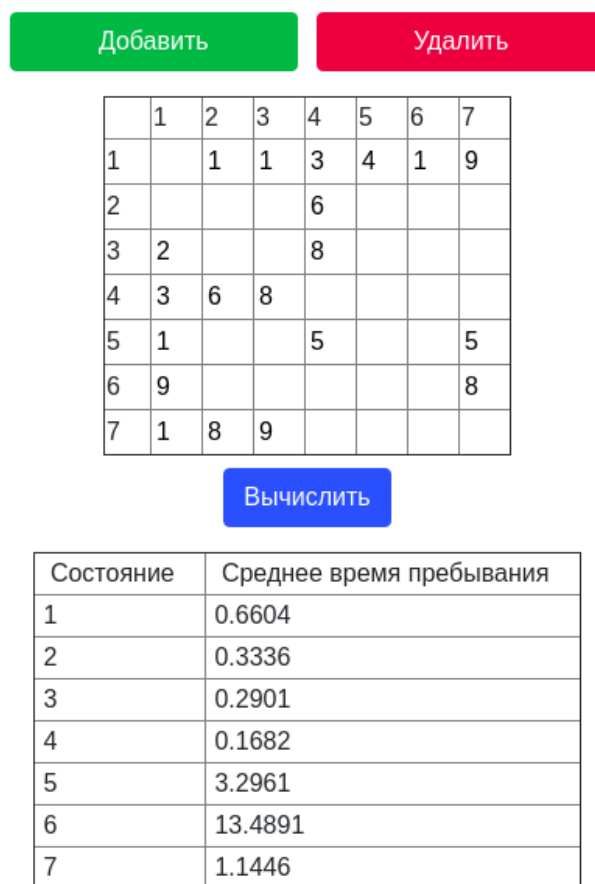 Добавить Удалить
1 2 3 4 5 6 7
1 1 1 3 4 1 9
2 6
3 2 8
4 3 6 8
5 1 5 5
6 9 8
7 1 8 9
Вычислить
Состояние Среднее время пребывания
1 0.6604
2 0.3336
3 0.2901
4 0.1682
5 3.2961
6 13.4891
7 1.1446